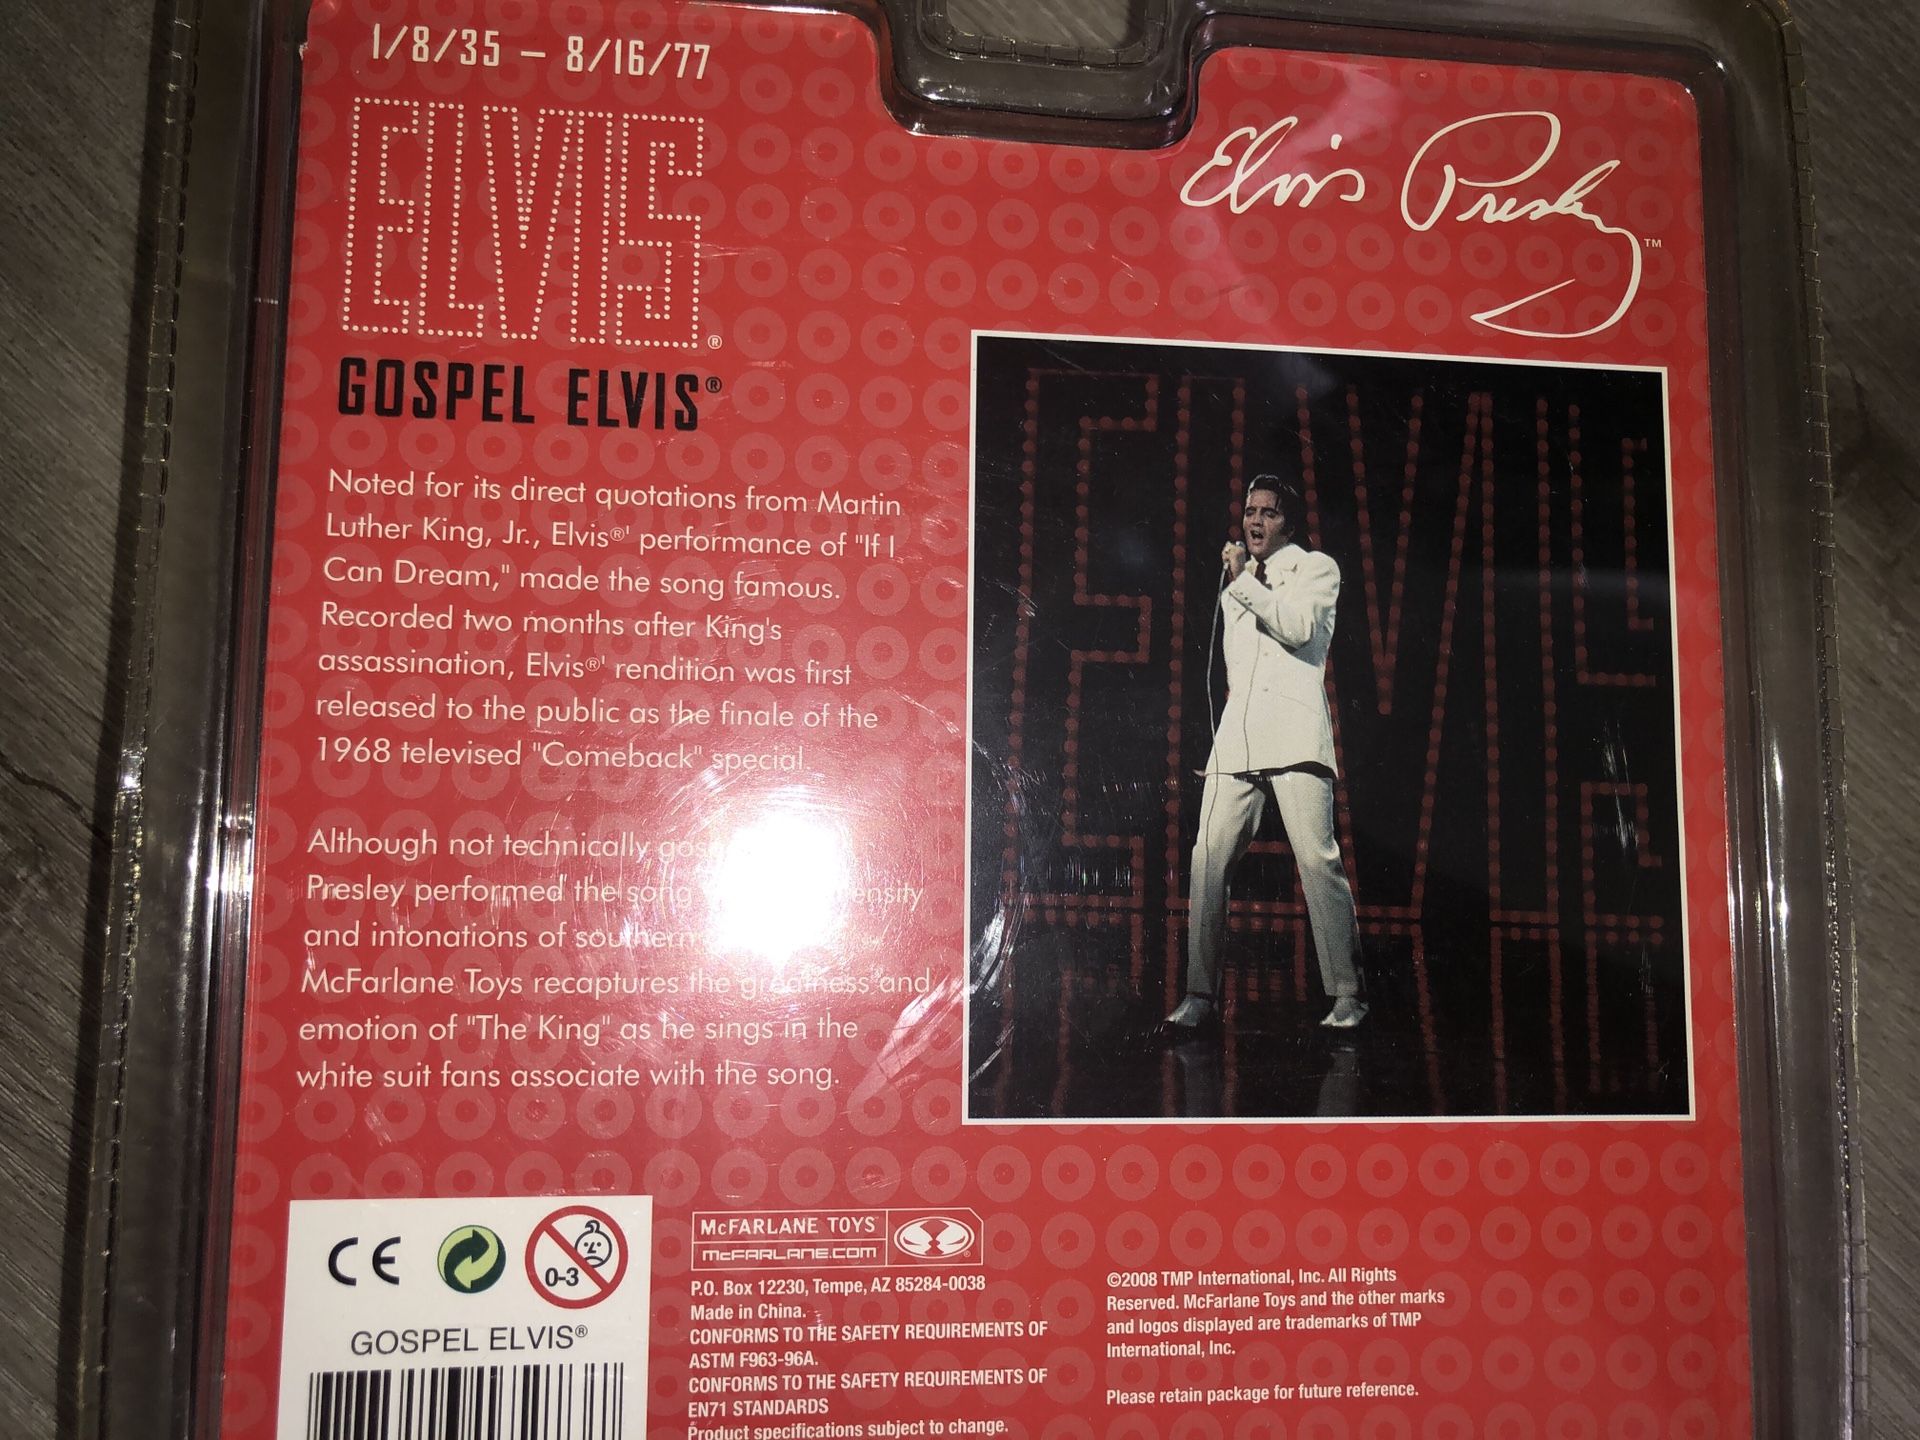 1/8/35 – 8/16/77
ELVIS®
GOSPEL ELVIS®
Noted for its direct quotations from Martin
Luther King, Jr., Elvis®' performance of "If I
Can Dream," made the song famous.
Recorded two months after King's
assassination, Elvis®' rendition was first
released to the public as the finale of the
1968 televised "Comeback" special.
Although not technically
Presley performed the song
and intonations of southern
McFarlane Toys recaptures the greatness and
emotion of "The King" as he sings in the
white suit fans associate with the song.
Elvis Presley™
ELVIS
CE
0-3
GOSPEL ELVIS®
McFARLANE TOYS™
McFARLANE.COM
®
P.O. Box 12230, Tempe, AZ 85284-0038
Made in China.
CONFORMS TO THE SAFETY REQUIREMENTS OF
ASTM F963-96A.
CONFORMS TO THE SAFETY REQUIREMENTS OF
EN71 STANDARDS
Product specifications subject to change.
©2008 TMP International, Inc. All Rights
Reserved. McFarlane Toys and the other marks
and logos displayed are trademarks of TMP
International, Inc.
Please retain package for future reference.